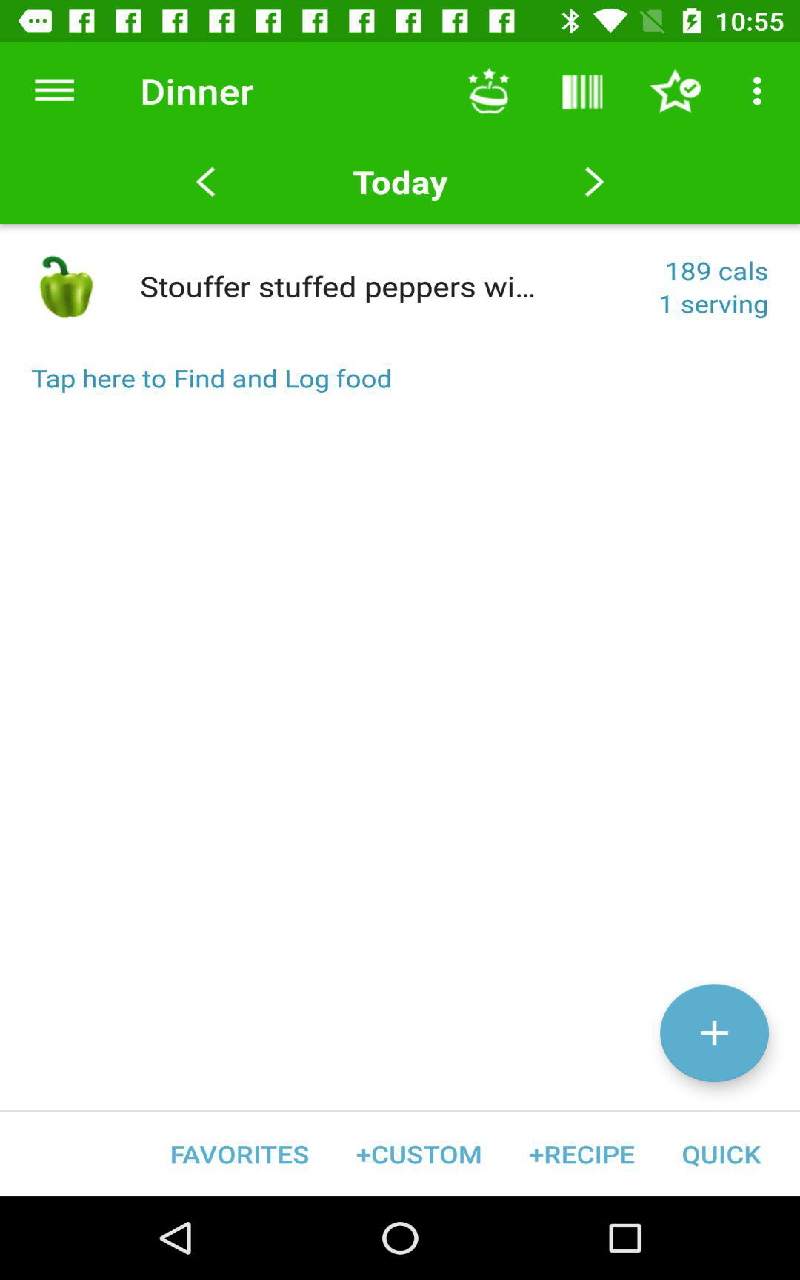 10:55
Dinner
Today
Stouffer stuffed peppers wi...
189 cals
1 serving
Tap here to Find and Log food
+
FAVORITES +CUSTOM +RECIPE QUICK